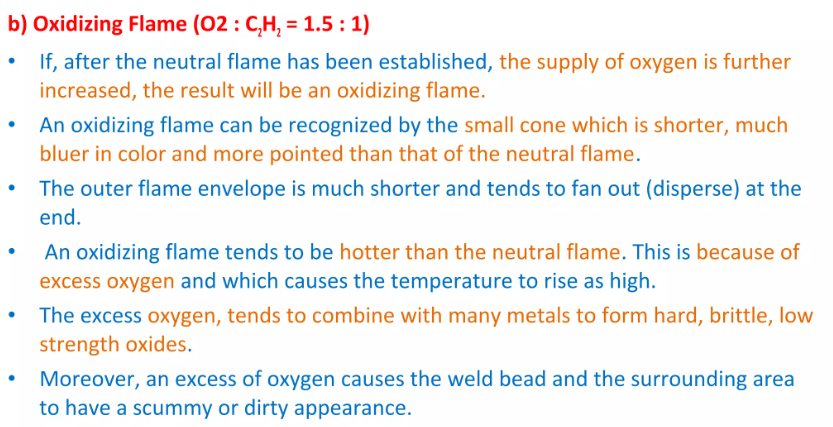 b) Oxidizing Flame (O2 : C₂H₂ = 1.5 : 1)
• If, after the neutral flame has been established, the supply of oxygen is further
increased, the result will be an oxidizing flame.
• An oxidizing flame can be recognized by the small cone which is shorter, much
bluer in color and more pointed than that of the neutral flame.
• The outer flame envelope is much shorter and tends to fan out (disperse) at the
end.
• An oxidizing flame tends to be hotter than the neutral flame. This is because of
excess oxygen and which causes the temperature to rise as high.
• The excess oxygen, tends to combine with many metals to form hard, brittle, low
strength oxides.
• Moreover, an excess of oxygen causes the weld bead and the surrounding area
to have a scummy or dirty appearance.